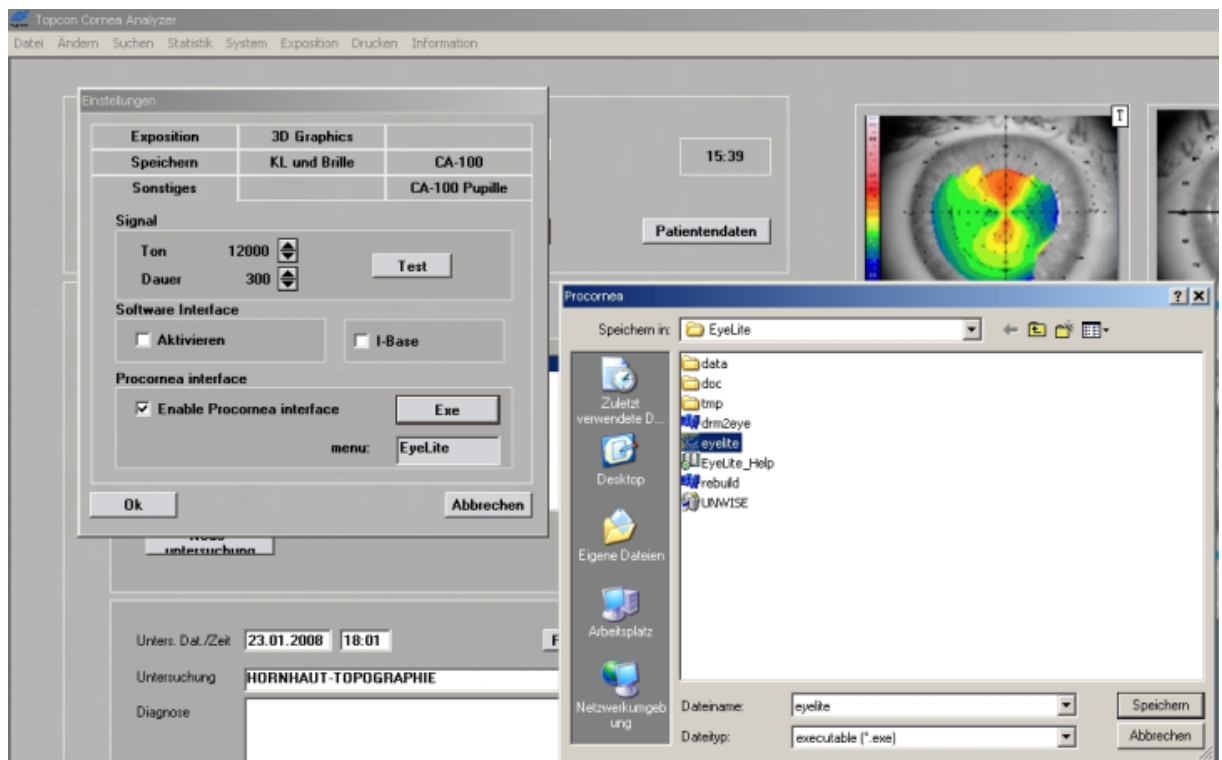 Topcon Cornea Analyzer
Datei Ändern Suchen Statistik System Exposition Drucken Information
Einstellungen
Exposition 3D Graphics
Speichern KL und Brille CA-100
Sonstiges CA-100 Pupille
Signal
Ton 12000
Dauer 300
Test
Software Interface
Aktivieren
I-Base
Procornea interface
Enable Procornea interface
Exe
menu: EyeLite
Ok
Abbrechen
15:39
Patientendaten
T
untersuchung
Unters. Dat./Zeit 23.01.2008 18:01
F
Untersuchung HORNHAUT-TOPOGRAPHIE
Diagnose
Procornea
Speichern in: EyeLite
Zuletzt
verwendete D...
Desktop
Eigene Dateien
Arbeitsplatz
Netzwerkumgeb
ung
data
doc
tmp
drm2eye
eyelite
EyeLite_Help
rebuild
UNWISE
Dateiname: eyelite
Speichern
Dateityp: executable (*.exe)
Abbrechen